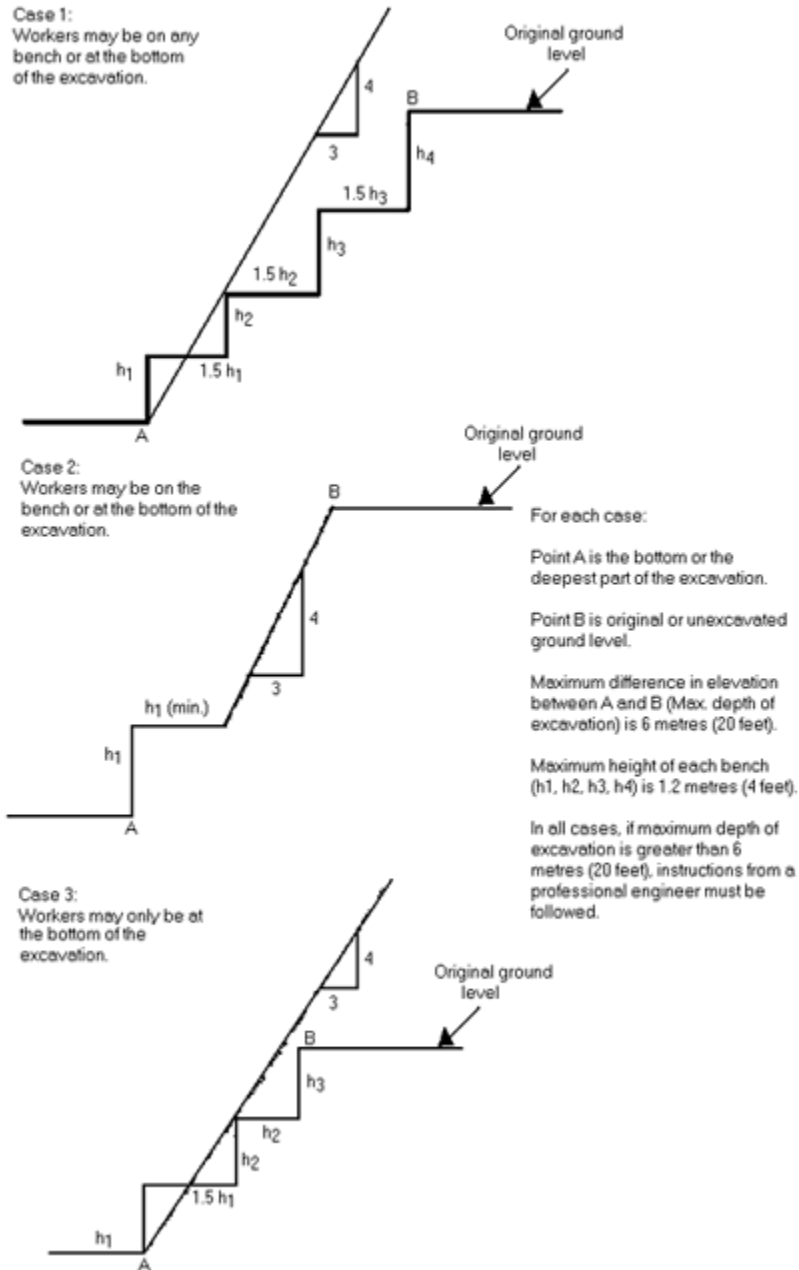 Case 1:
Workers may be on any
bench or at the bottom
of the excavation.
Original ground
level
4
3
B
h4
1.5 h3
h3
1.5 h2
h2
h1
1.5 h1
A
Case 2:
Workers may be on the
bench or at the bottom of the
excavation.
Original ground
level
B
4
3
h1 (min.)
h1
A
For each case:
Point A is the bottom or the
deepest part of the excavation.
Point B is original or unexcavated
ground level.
Maximum difference in elevation
between A and B (Max. depth of
excavation) is 6 metres (20 feet).
Maximum height of each bench
(h1, h2, h3, h4) is 1.2 metres (4 feet).
In all cases, if maximum depth of
excavation is greater than 6
metres (20 feet), instructions from a
professional engineer must be
followed.
Case 3:
Workers may only be at
the bottom of the
excavation.
4
3
Original ground
level
B
h3
h2
h2
1.5 h1
h1
A